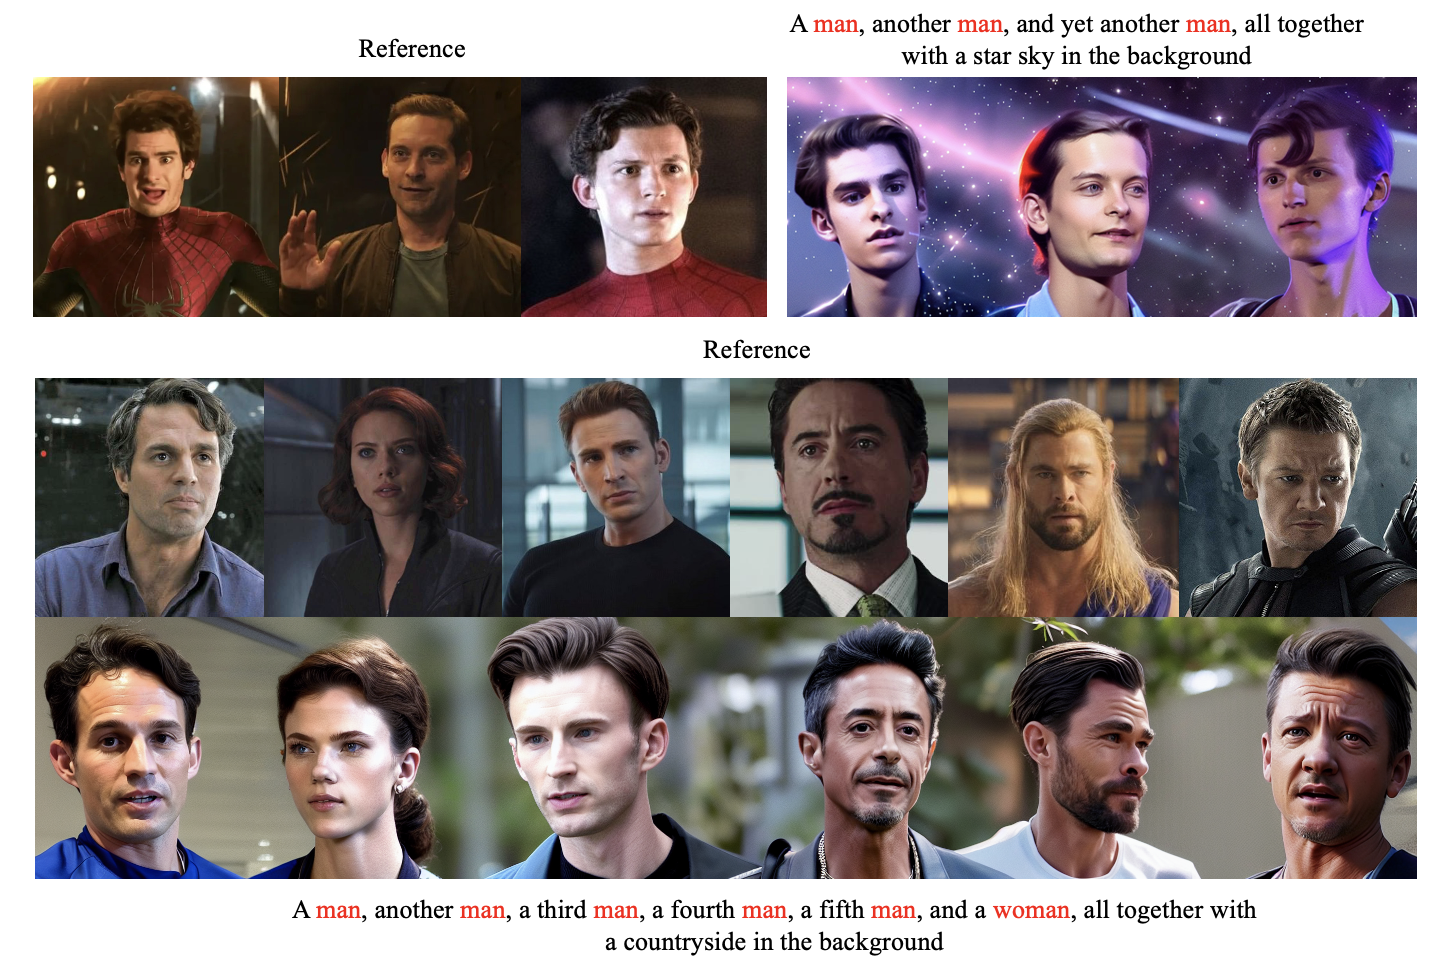 Reference
A man, another man, and yet another man, all together
with a star sky in the background
Reference
A man, another man, a third man, a fourth man, a fifth man, and a woman, all together with
a countryside in the background